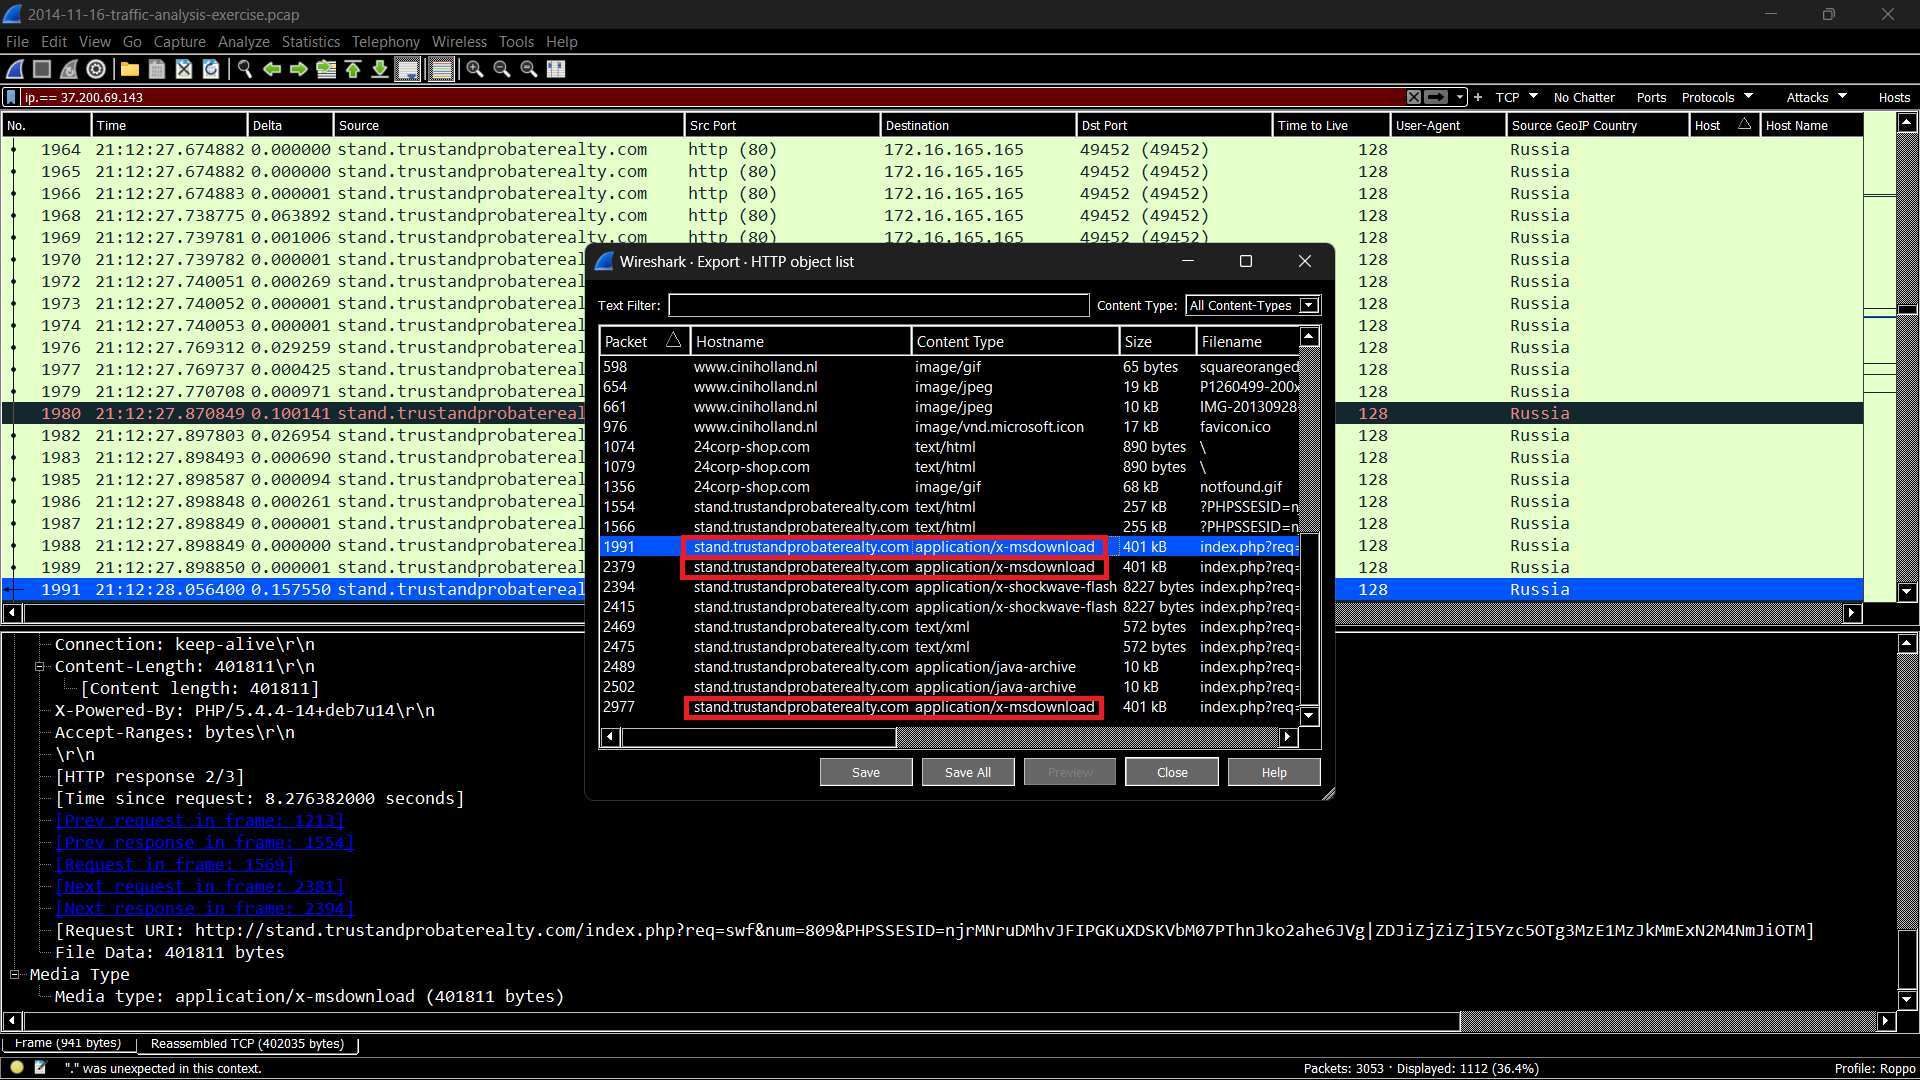 2014-11-16-traffic-analysis-exercise.pcap
File Edit View Go Capture Analyze Statistics Telephony Wireless Tools Help
ip.== 37.200.69.143 + TCP No Chatter Ports Protocols Attacks Hosts
No. Time Delta Source Src Port Destination Dst Port Time to Live User-Agent Source GeoIP Country Host Host Name
1964 21:12:27.674882 0.000000 stand.trustandprobaterealty.com http (80) 172.16.165.165 49452 (49452) 128 Russia
1965 21:12:27.674882 0.000000 stand.trustandprobaterealty.com http (80) 172.16.165.165 49452 (49452) 128 Russia
1966 21:12:27.674883 0.000001 stand.trustandprobaterealty.com http (80) 172.16.165.165 49452 (49452) 128 Russia
1968 21:12:27.738775 0.063892 stand.trustandprobaterealty.com http (80) 172.16.165.165 49452 (49452) 128 Russia
1969 21:12:27.739781 0.001006 stand.trustandprobaterealty.com http (80) 172.16.165.165 49452 (49452) 128 Russia
1970 21:12:27.739782 0.000001 stand.trustandprobatereal 128 Russia
1972 21:12:27.740051 0.000269 stand.trustandprobatereal 128 Russia
1973 21:12:27.740052 0.000001 stand.trustandprobatereal 128 Russia
1974 21:12:27.740053 0.000001 stand.trustandprobatereal 128 Russia
1976 21:12:27.769312 0.029259 stand.trustandprobatereal 128 Russia
1977 21:12:27.769737 0.000425 stand.trustandprobatereal 128 Russia
1979 21:12:27.770708 0.000971 stand.trustandprobatereal 128 Russia
1980 21:12:27.870849 0.100141 stand.trustandprobatereal 128 Russia
1982 21:12:27.897803 0.026954 stand.trustandprobatereal 128 Russia
1983 21:12:27.898493 0.000690 stand.trustandprobatereal 128 Russia
1985 21:12:27.898587 0.000094 stand.trustandprobatereal 128 Russia
1986 21:12:27.898848 0.000261 stand.trustandprobatereal 128 Russia
1987 21:12:27.898849 0.000001 stand.trustandprobatereal 128 Russia
1988 21:12:27.898849 0.000000 stand.trustandprobatereal 128 Russia
1989 21:12:27.898850 0.000001 stand.trustandprobatereal 128 Russia
1991 21:12:28.056400 0.157550 stand.trustandprobatereal 128 Russia
Wireshark · Export · HTTP object list
Text Filter: Content Type: All Content-Types
Packet Hostname Content Type Size Filename
598 www.ciniholland.nl image/gif 65 bytes squareoranged
654 www.ciniholland.nl image/jpeg 19 kB P1260499-200x
661 www.ciniholland.nl image/jpeg 10 kB IMG-20130928-
976 www.ciniholland.nl image/vnd.microsoft.icon 17 kB favicon.ico
1074 24corp-shop.com text/html 890 bytes \
1079 24corp-shop.com text/html 890 bytes \
1356 24corp-shop.com image/gif 68 kB notfound.gif
1554 stand.trustandprobaterealty.com text/html 257 kB ?PHPSSESID=n
1566 stand.trustandprobaterealty.com text/html 255 kB ?PHPSSESID=n
1991 stand.trustandprobaterealty.com application/x-msdownload 401 kB index.php?req=
2379 stand.trustandprobaterealty.com application/x-msdownload 401 kB index.php?req=
2394 stand.trustandprobaterealty.com application/x-shockwave-flash 8227 bytes index.php?req=
2415 stand.trustandprobaterealty.com application/x-shockwave-flash 8227 bytes index.php?req=
2469 stand.trustandprobaterealty.com text/xml 572 bytes index.php?req=
2475 stand.trustandprobaterealty.com text/xml 572 bytes index.php?req=
2489 stand.trustandprobaterealty.com application/java-archive 10 kB index.php?req=
2502 stand.trustandprobaterealty.com application/java-archive 10 kB index.php?req=
2977 stand.trustandprobaterealty.com application/x-msdownload 401 kB index.php?req=
Save Save All Preview Close Help
Connection: keep-alive\r\n
Content-Length: 401811\r\n
[Content length: 401811]
X-Powered-By: PHP/5.4.4-14+deb7u14\r\n
Accept-Ranges: bytes\r\n
\r\n
[HTTP response 2/3]
[Time since request: 8.276382000 seconds]
[Prev request in frame: 1213]
[Prev response in frame: 1554]
[Request in frame: 1569]
[Next request in frame: 2381]
[Next response in frame: 2394]
[Request URI: http://stand.trustandprobaterealty.com/index.php?req=swf&num=809&PHPSSESID=njrMNruDMhvJFIPGKuXDSKVbM07PThnJko2ahe6JVg|ZDJiZjZiZjI5Yzc5OTg3MzE1MzJkMmExN2M4NmJiOTM]
File Data: 401811 bytes
Media Type
Media type: application/x-msdownload (401811 bytes)
Frame (941 bytes) Reassembled TCP (402035 bytes)
"." was unexpected in this context. Packets: 3053 · Displayed: 1112 (36.4%) Profile: Roppo